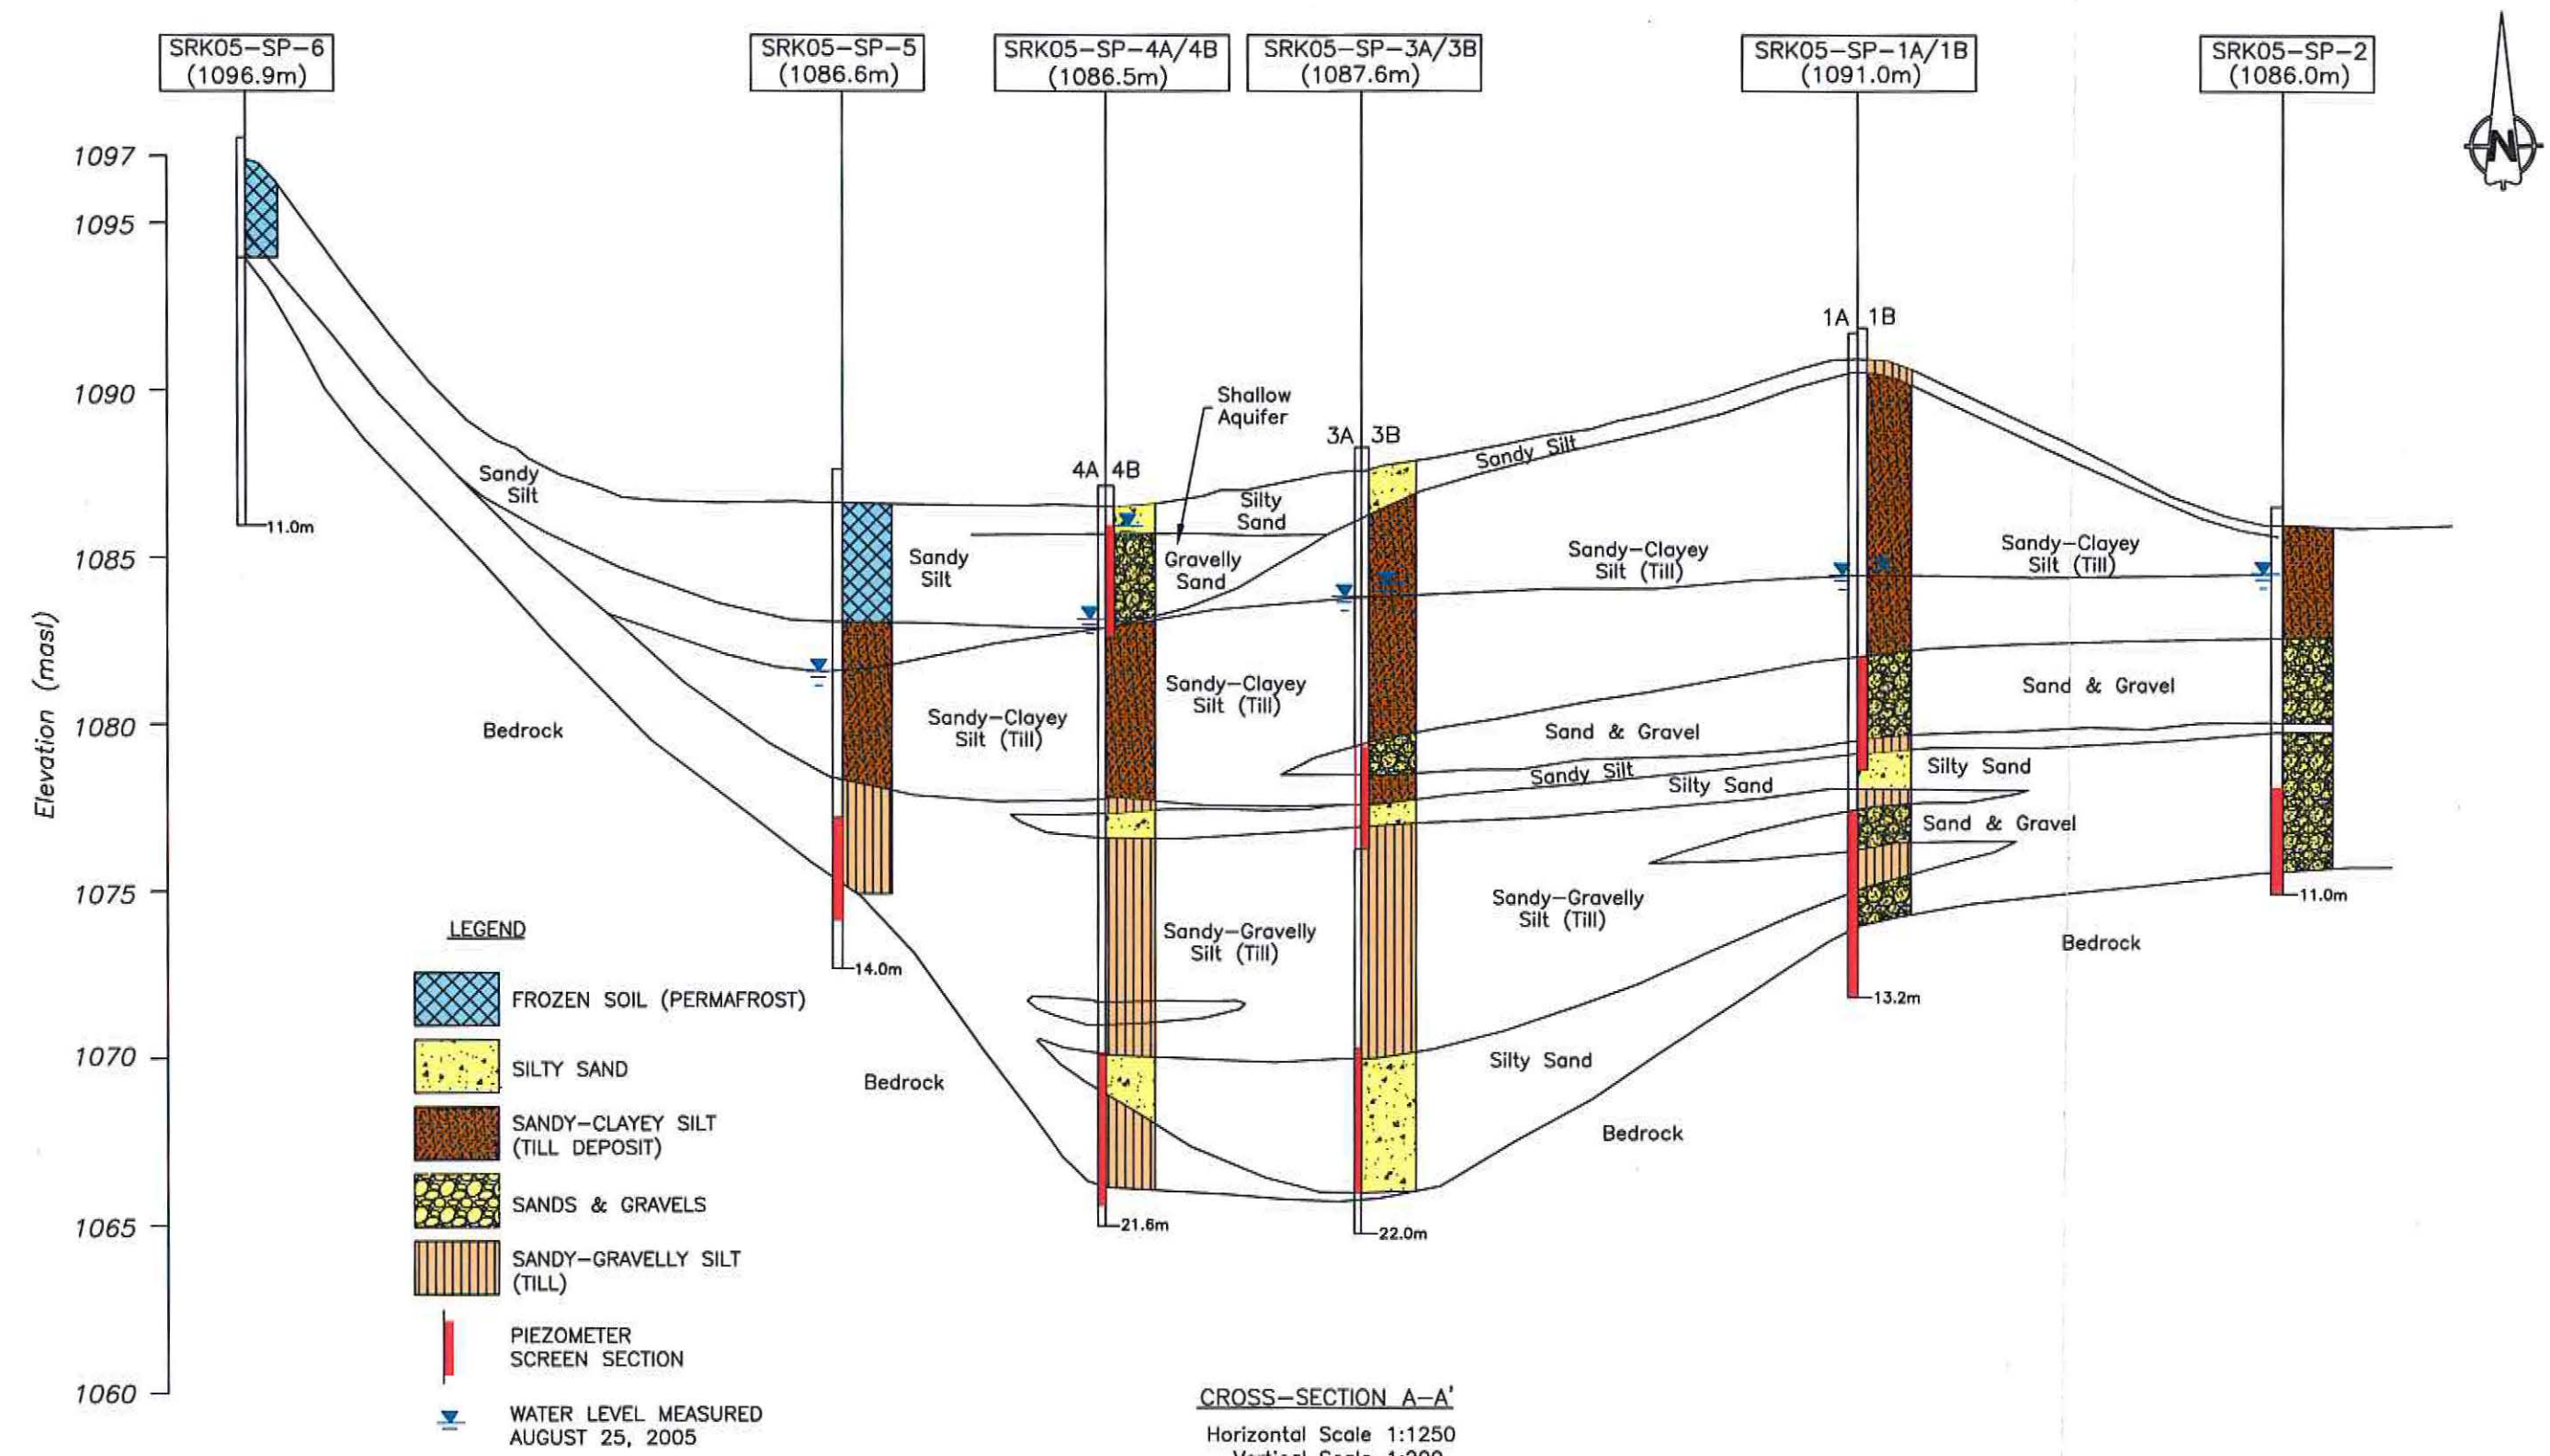 SRK05-SP-6
(1096.9m)
SRK05-SP-5
(1086.6m)
SRK05-SP-4A/4B
(1086.5m)
SRK05-SP-3A/3B
(1087.6m)
SRK05-SP-1A/1B
(1091.0m)
SRK05-SP-2
(1086.0m)
N
Elevation (masl)
1097
1095
1090
1085
1080
1075
1070
1065
1060
11.0m
Sandy
Silt
14.0m
Sandy
Silt
4A 4B
Shallow
Aquifer
Silty
Sand
Gravelly
Sand
3A 3B
Sandy Silt
1A 1B
Sandy-Clayey
Silt (Till)
Sandy-Clayey
Silt (Till)
Bedrock
Sandy-Clayey
Silt (Till)
Sandy-Clayey
Silt (Till)
Sand & Gravel
Sand & Gravel
Sandy Silt
Silty Sand
Silty Sand
Sand & Gravel
Sandy-Gravelly
Silt (Till)
Sandy-Gravelly
Silt (Till)
11.0m
Bedrock
13.2m
Bedrock
Silty Sand
Bedrock
21.6m
22.0m
LEGEND
FROZEN SOIL (PERMAFROST)
SILTY SAND
SANDY-CLAYEY SILT
(TILL DEPOSIT)
SANDS & GRAVELS
SANDY-GRAVELLY SILT
(TILL)
PIEZOMETER
SCREEN SECTION
WATER LEVEL MEASURED
AUGUST 25, 2005
CROSS-SECTION A-A'
Horizontal Scale 1:1250